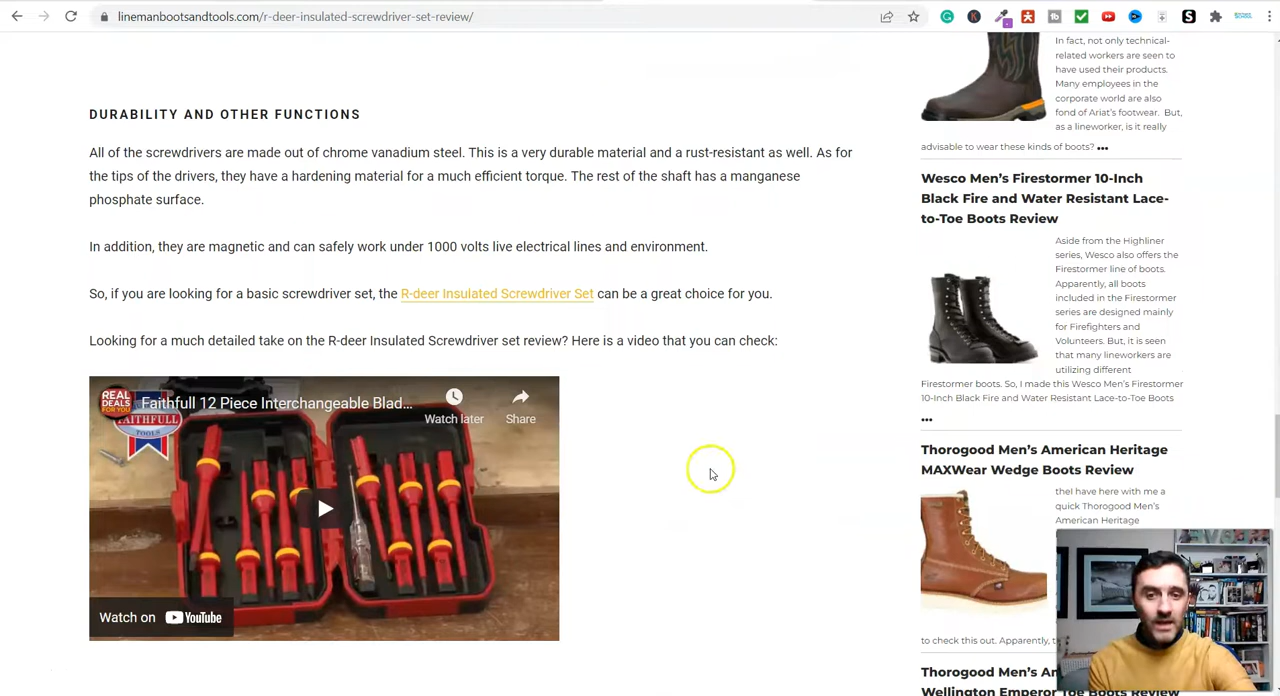 linemanbootsandtools.com/r-deer-insulated-screwdriver-set-review/
DURABILITY AND OTHER FUNCTIONS
All of the screwdrivers are made out of chrome vanadium steel. This is a very durable material and a rust-resistant as well. As for
the tips of the drivers, they have a hardening material for a much efficient torque. The rest of the shaft has a manganese
phosphate surface.
In addition, they are magnetic and can safely work under 1000 volts live electrical lines and environment.
So, if you are looking for a basic screwdriver set, the R-deer Insulated Screwdriver Set can be a great choice for you.
Looking for a much detailed take on the R-deer Insulated Screwdriver set review? Here is a video that you can check:
REAL
DEALS
FOR YOU
Faithfull 12 Piece Interchangeable Blad...
Watch later
Share
FAITHFULL
TOOLS
Watch on YouTube
In fact, not only technical-
related workers are seen to
have used their products.
Many employees in the
corporate world are also
fond of Ariat's footwear. But,
as a lineworker, is it really
advisable to wear these kinds of boots? •••
Wesco Men's Firestormer 10-Inch
Black Fire and Water Resistant Lace-
to-Toe Boots Review
Aside from the Highliner
series, Wesco also offers the
Firestormer line of boots.
Apparently, all boots
included in the Firestormer
series are designed mainly
for Firefighters and
Volunteers. But, it is seen
that many lineworkers are
utilizing different
Firestormer boots. So, I made this Wesco Men's Firestormer
10-Inch Black Fire and Water Resistant Lace-to-Toe Boots
•••
Thorogood Men's American Heritage
MAXWear Wedge Boots Review
theI have here with me a
quick Thorogood Men's
American Heritage
to check this out. Apparently,
Thorogood Men's
Wellington Emperor Toe Boots Review